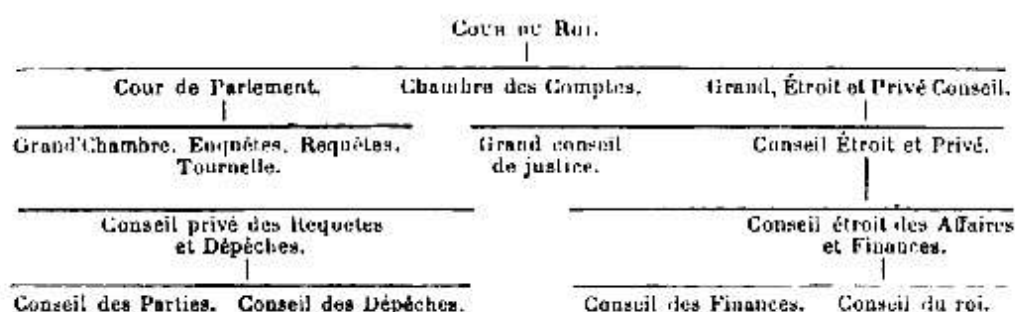 Cour du Roi.
Cour de Parlement. Chambre des Comptes. Grand, Étroit et Privé Conseil.
Grand'Chambre. Enquêtes. Requêtes. Grand conseil Conseil Étroit et Privé.
Tournelle. de justice.
Conseil privé des Requetes Conseil étroit des Affaires
et Dépêches. et Finances.
Conseil des Parties. Conseil des Dépêches. Conseil des Finances. Conseil du roi.